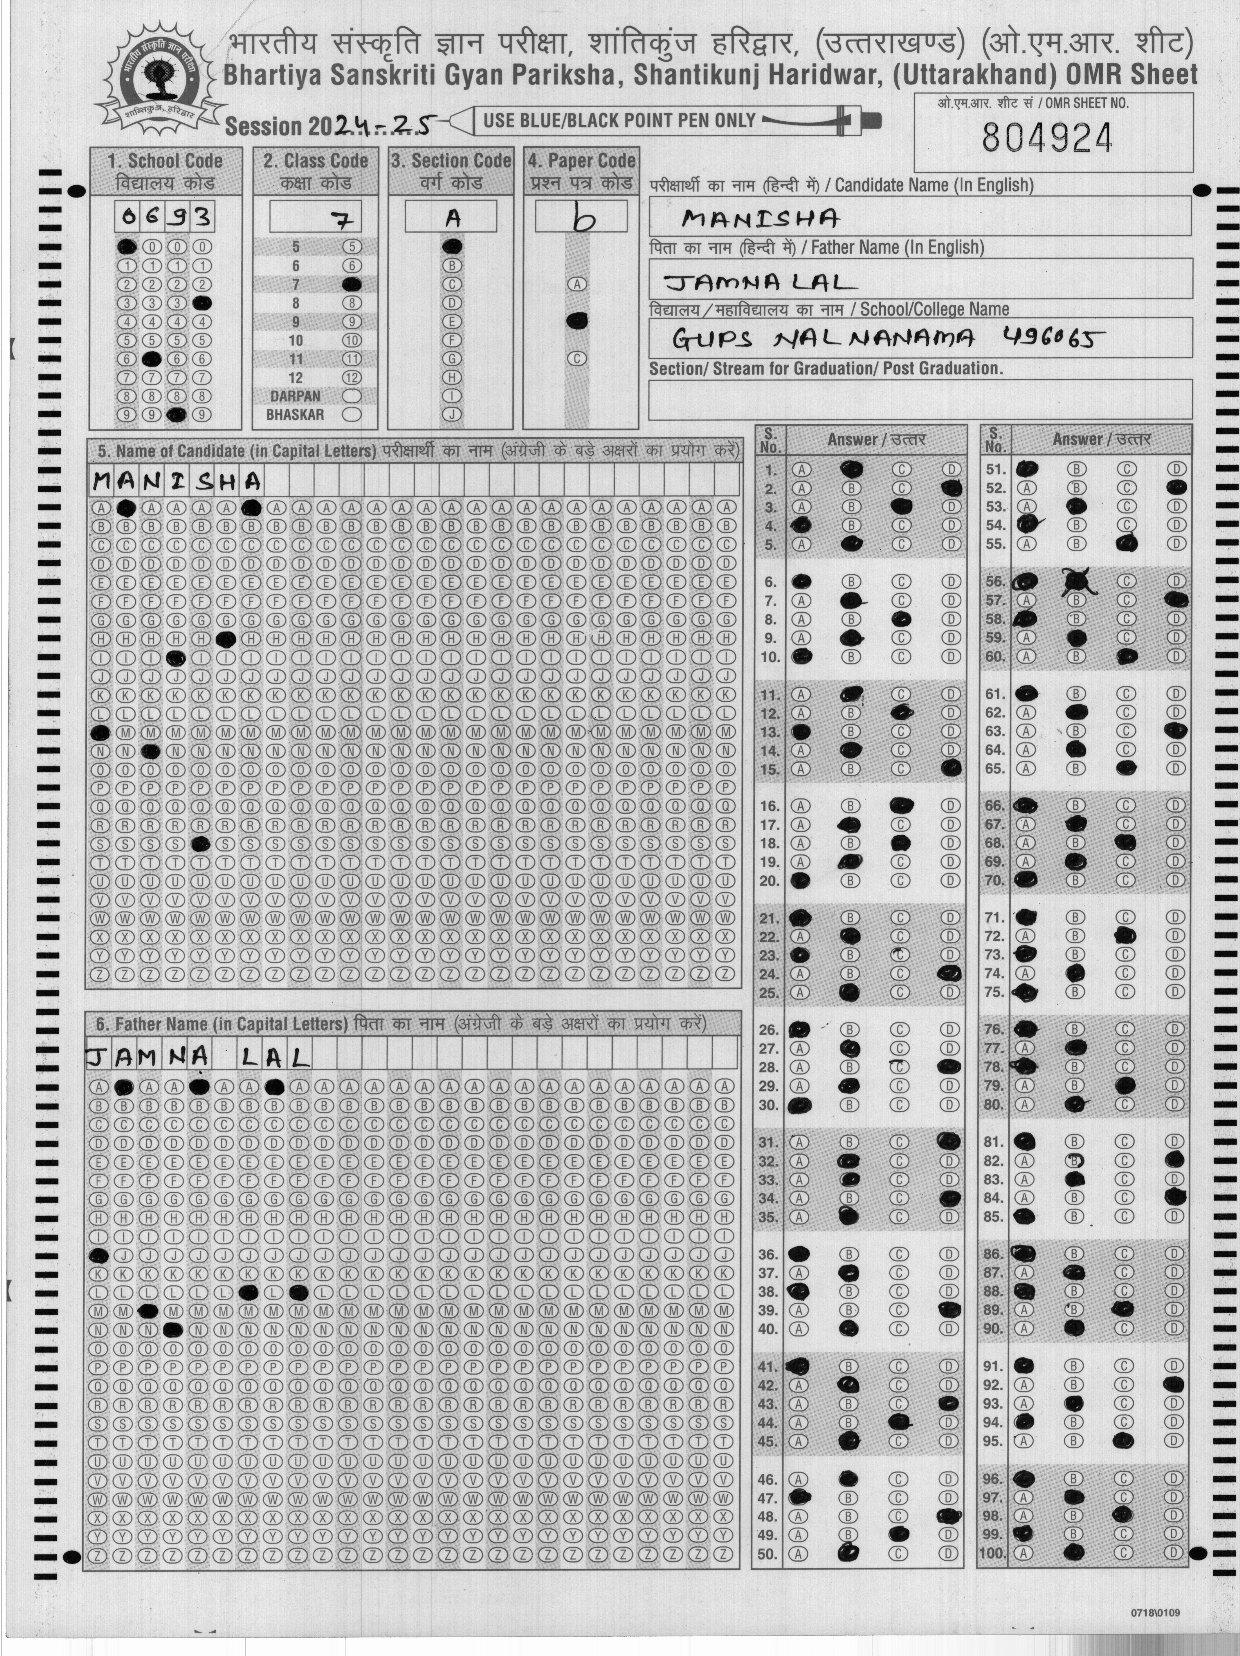 भारतीय संस्कृति ज्ञान परीक्षा, शांतिकुंज हरिद्वार, (उत्तराखण्ड) (ओ.एम.आर. शीट)
Bhartiya Sanskriti Gyan Pariksha, Shantikunj Haridwar, (Uttarakhand) OMR Sheet
Session 2024-25
USE BLUE/BLACK POINT PEN ONLY
ओ.एम.आर. शीट सं / OMR SHEET NO.
804924
1. School Code
विद्यालय कोड
0693
2. Class Code
कक्षा कोड
7
5
6
7
8
9
10
11
12
DARPAN
BHASKAR
3. Section Code
वर्ग कोड
A
4. Paper Code
प्रश्न पत्र कोड
b
परीक्षार्थी का नाम (हिन्दी में) / Candidate Name (In English)
MANISHA
पिता का नाम (हिन्दी में) / Father Name (In English)
JAMNA LAL
विद्यालय/महाविद्यालय का नाम / School/College Name
GUPS NAL NANAMA 496065
Section/ Stream for Graduation/ Post Graduation.
5. Name of Candidate (in Capital Letters) परीक्षार्थी का नाम (अंग्रेजी के बड़े अक्षरों का प्रयोग करें)
MANISHA
6. Father Name (in Capital Letters) पिता का नाम (अंग्रेजी के बड़े अक्षरों का प्रयोग करें)
JAMNA LAL
S. No. Answer / उत्तर
S. No. Answer / उत्तर
0718\0109